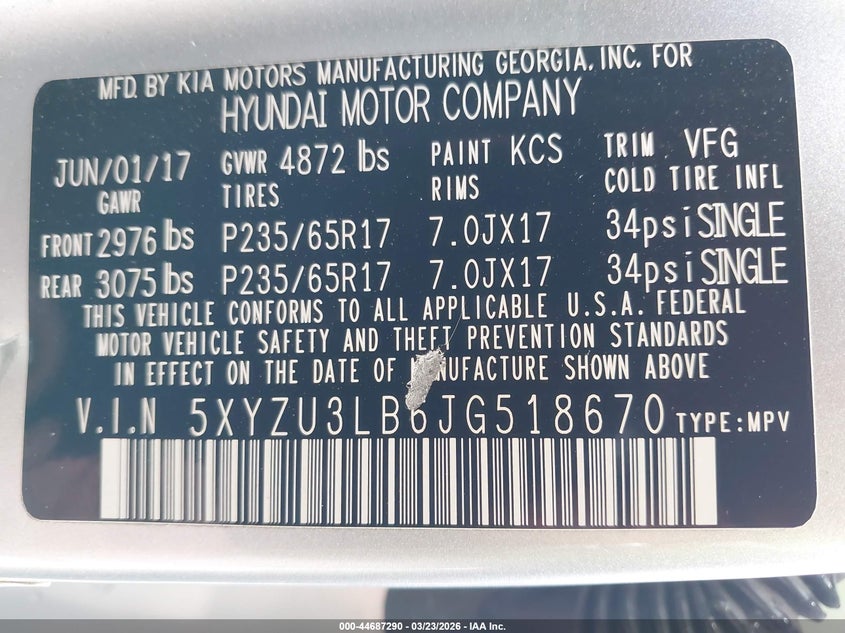 MFD. BY KIA MOTORS MANUFACTURING GEORGIA, INC. FOR
HYUNDAI MOTOR COMPANY
JUN/01/17 GVWR 4872 lbs PAINT KCS TRIM VFG
GAWR TIRES RIMS COLD TIRE INFL
FRONT 2976 lbs P235/65R17 7.0JX17 34psi SINGLE
REAR 3075 lbs P235/65R17 7.0JX17 34psi SINGLE
THIS VEHICLE CONFORMS TO ALL APPLICABLE U.S.A. FEDERAL
MOTOR VEHICLE SAFETY AND THEFT PREVENTION STANDARDS
IN EFFECT ON THE DATE OF MANUFACTURE SHOWN ABOVE
V.I.N 5XYZU3LB6JG518670 TYPE:MPV
000-44687290 - 03/23/2026 - IAA Inc.